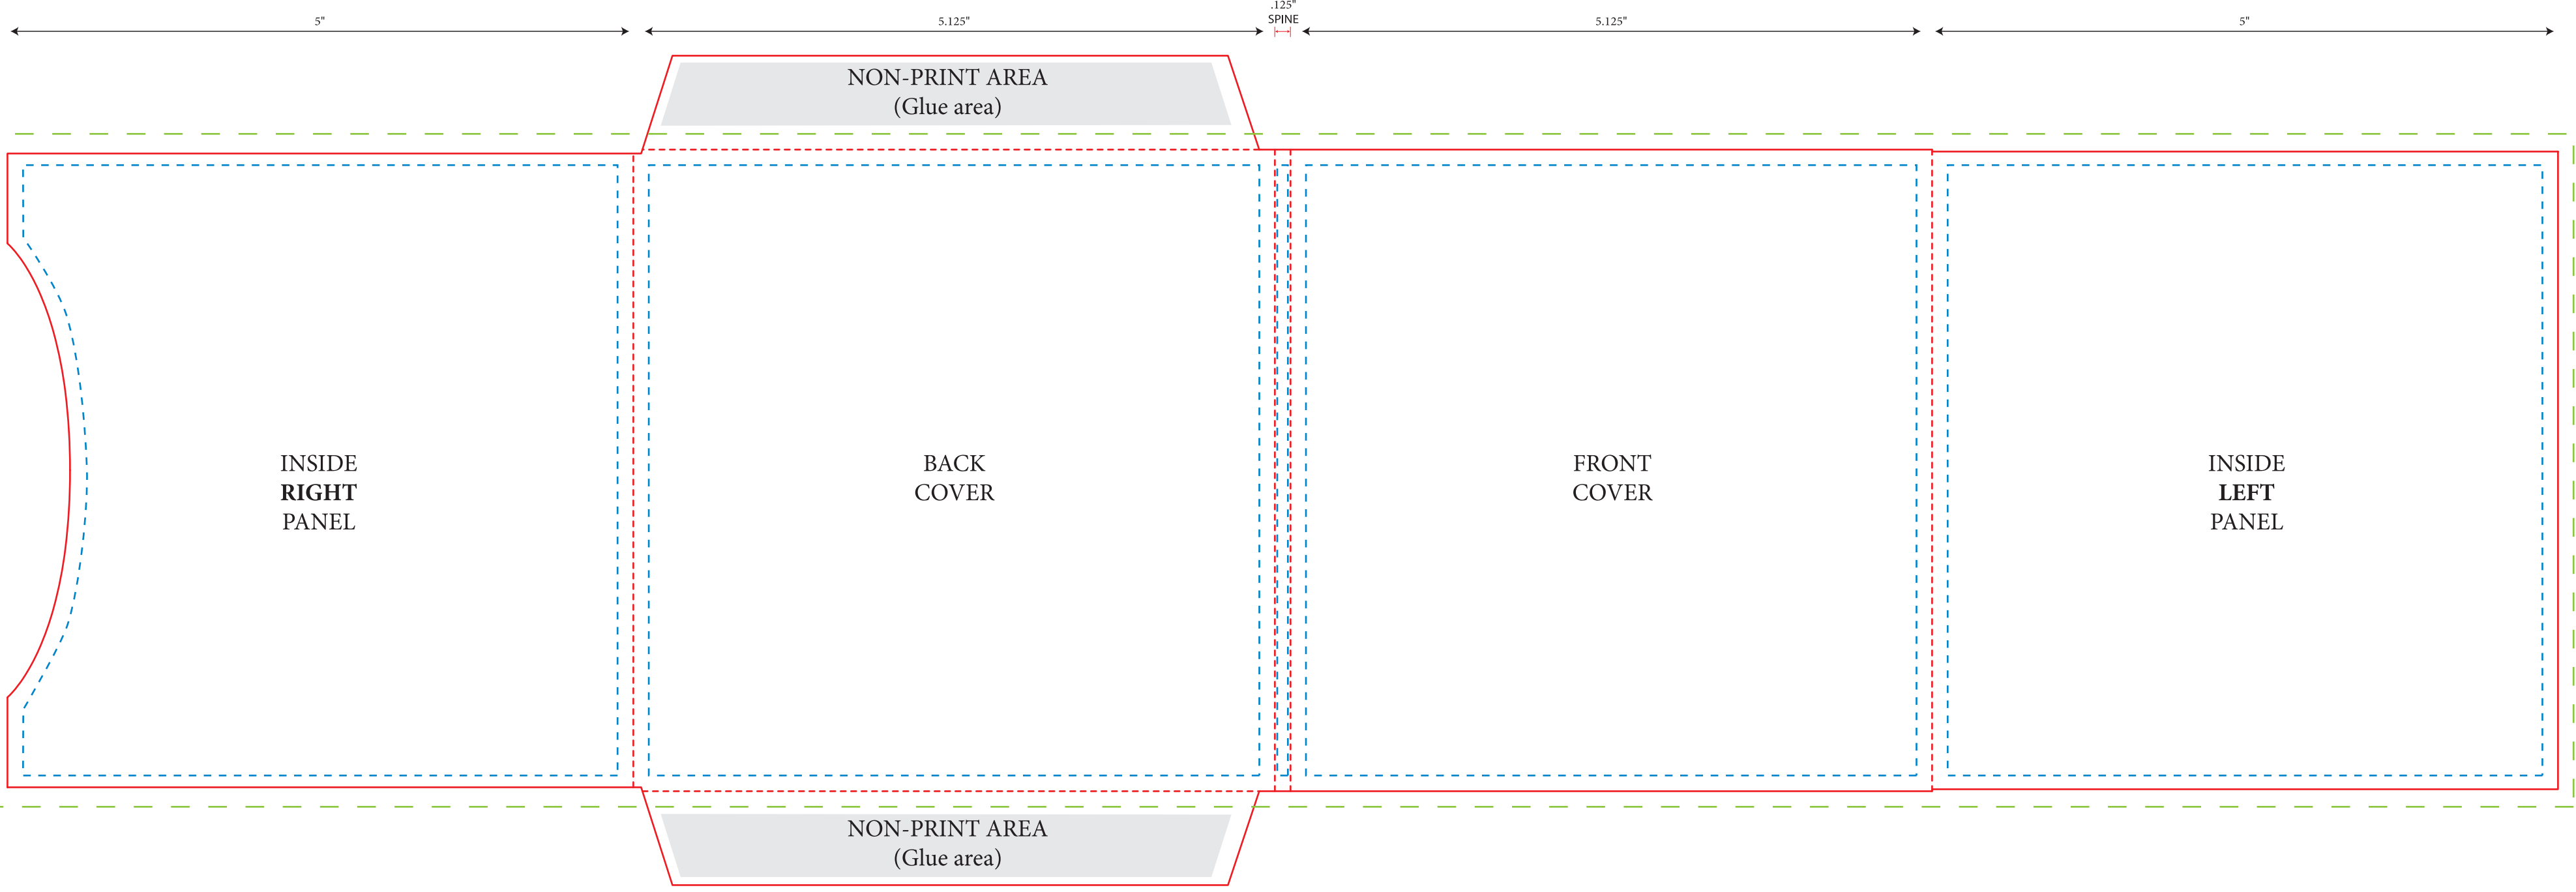 5"
5.125"
.125"
SPINE
5.125"
5"
NON-PRINT AREA
(Glue area)
INSIDE
RIGHT
PANEL
BACK
COVER
FRONT
COVER
INSIDE
LEFT
PANEL
NON-PRINT AREA
(Glue area)